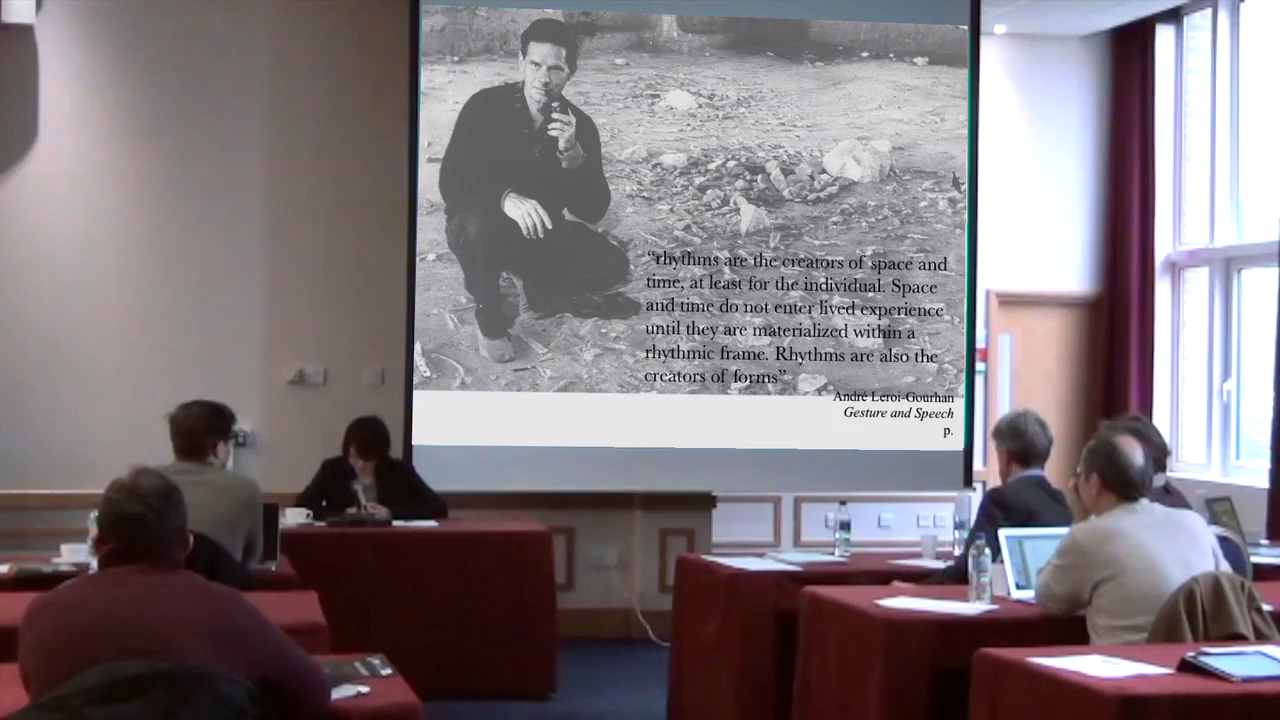 “rhythms are the creators of space and
time, at least for the individual. Space
and time do not enter lived experience
until they are materialized within a
rhythmic frame. Rhythms are also the
creators of forms”
André Leroi-Gourhan
Gesture and Speech
p.